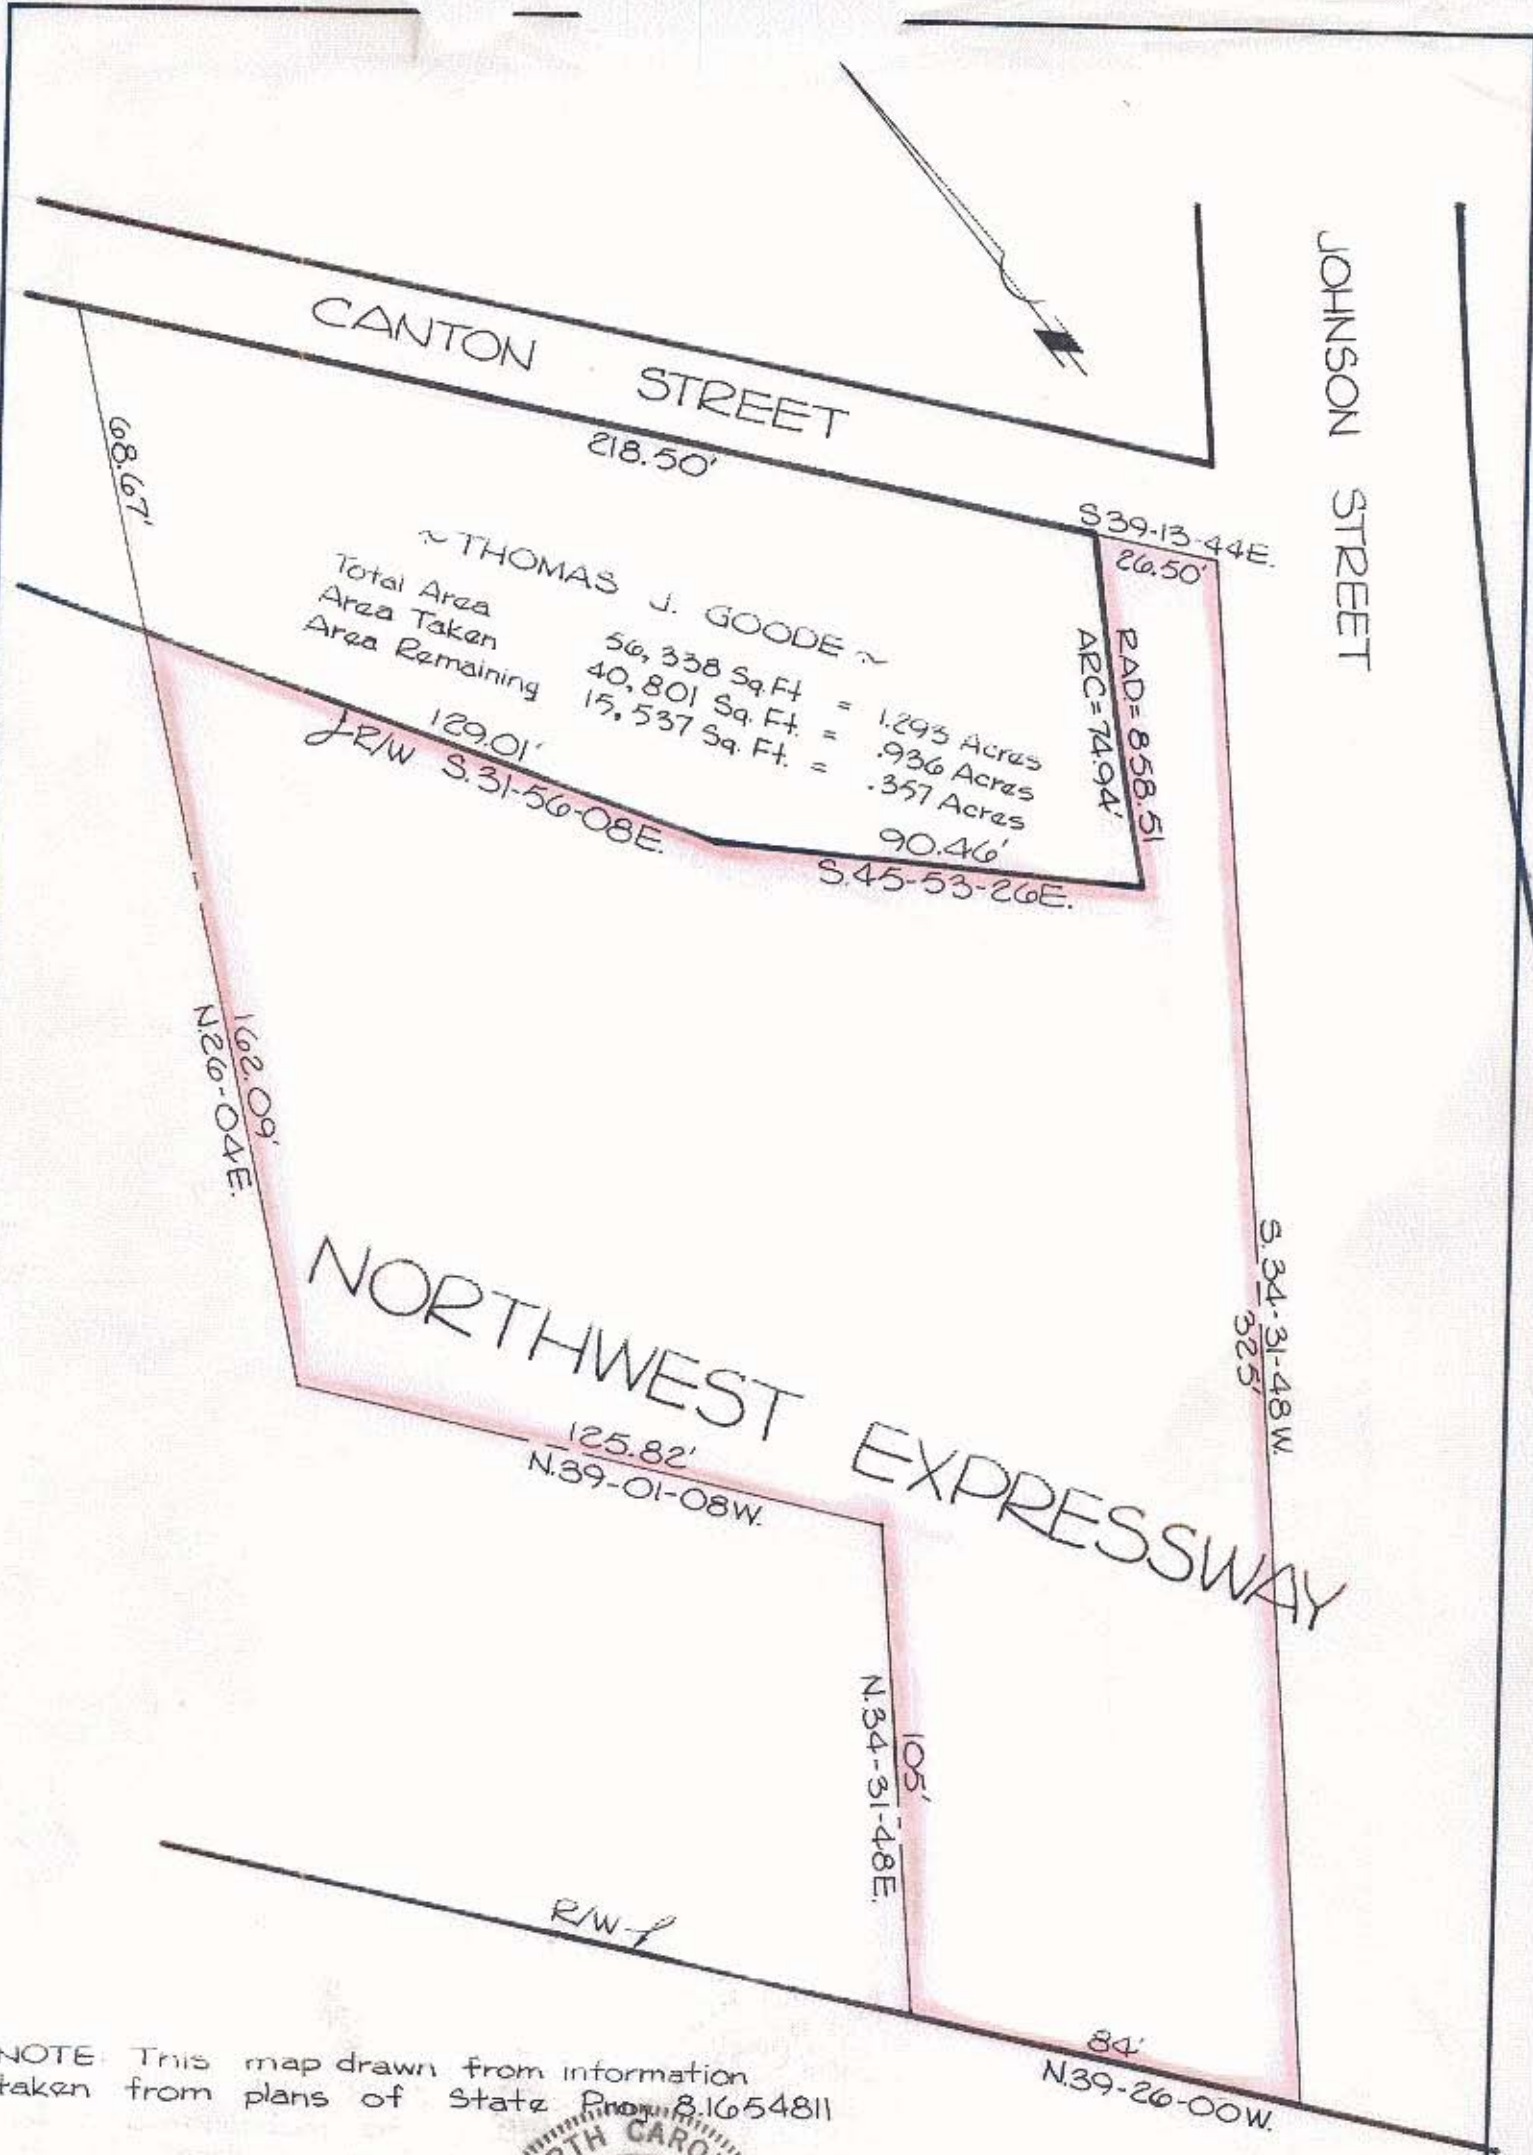 CANTON STREET
JOHNSON STREET
218.50'
68.67'
S39-13-44E.
26.50'
~ THOMAS J. GOODE ~
Total Area 56,338 Sq.Ft = 1.293 Acres
Area Taken 40,801 Sq. Ft. = .936 Acres
Area Remaining 15,537 Sq. Ft. = .357 Acres
RAD=858.51
ARC=74.94'
129.01'
R/W S.31-56-08E.
90.46'
S.45-53-26E.
162.09'
N.26-04E.
S.34-31-48W.
325'
NORTHWEST EXPRESSWAY
125.82'
N.39-01-08W.
105'
N.34-31-48E.
R/W
84'
N.39-26-00W.
NOTE This map drawn from information
taken from plans of State Proj. 8.1654811
RTH CARO